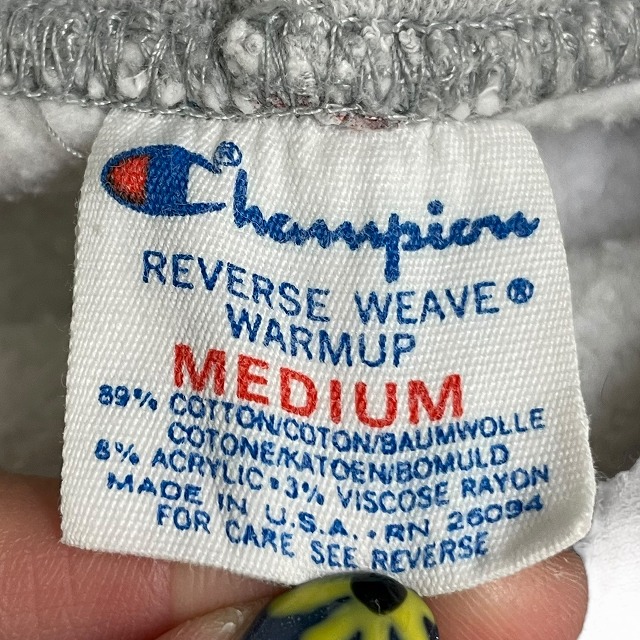 Champion®
REVERSE WEAVE®
WARMUP
MEDIUM
89% COTTON/COTON/BAUMWOLLE
COTONE/KATOEN/BOMULD
8% ACRYLIC • 3% VISCOSE RAYON
MADE IN U.S.A. • RN 26094
FOR CARE SEE REVERSE